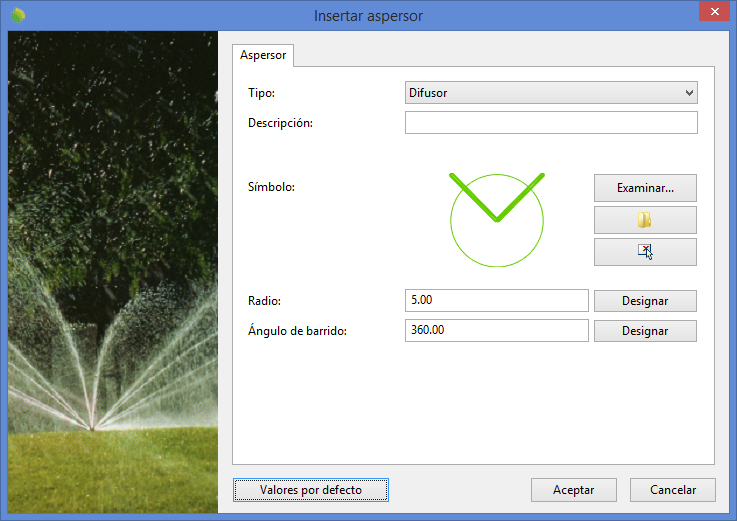 Insertar aspersor
Aspersor
Tipo:
Difusor
Descripción:
Símbolo:
Examinar...
Radio:
5.00
Designar
Ángulo de barrido:
360.00
Designar
Valores por defecto
Aceptar
Cancelar